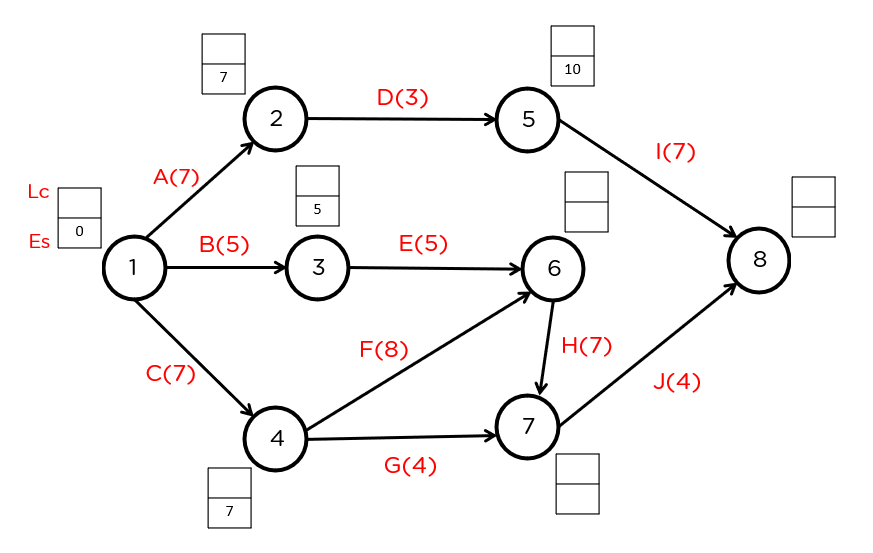 7
10
2
D(3)
5
I(7)
A(7)
5
Lc
0
Es
B(5)
E(5)
1
3
6
8
C(7)
F(8)
H(7)
J(4)
4
7
G(4)
7